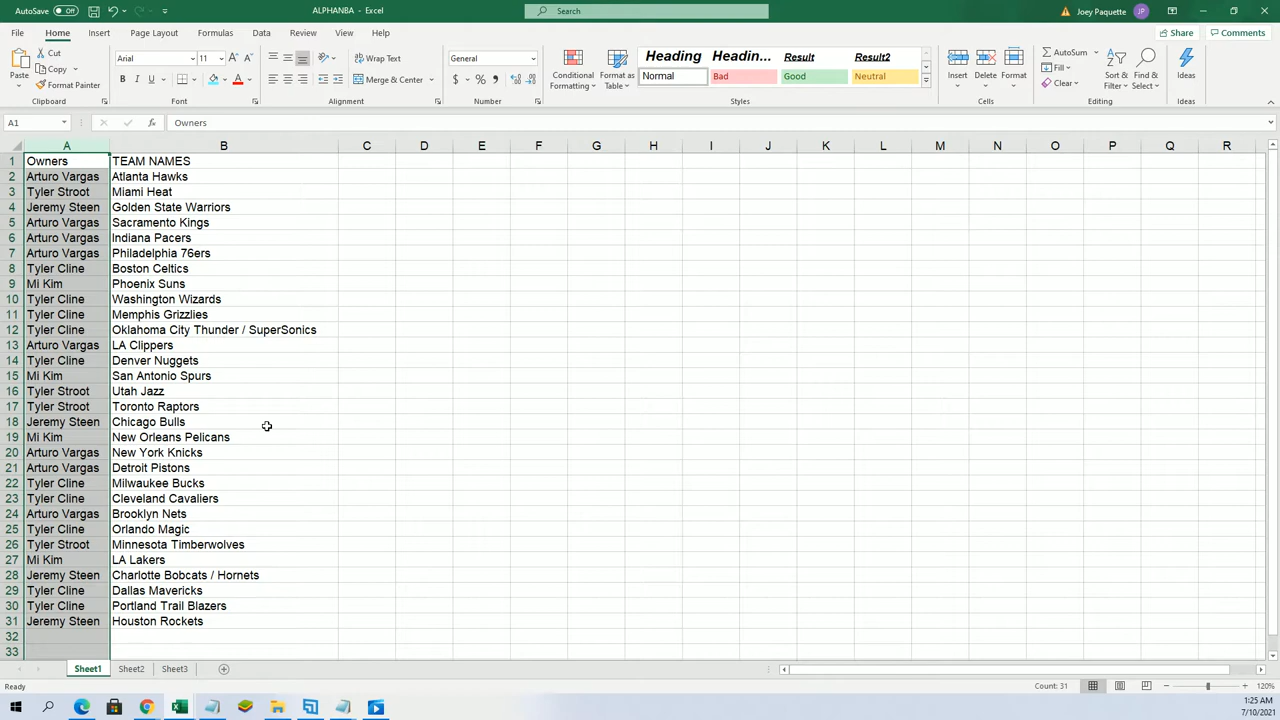 AutoSave Off ALPHANBA - Excel Search Joey Paquette JP
File Home Insert Page Layout Formulas Data Review View Help Share Comments
Paste Cut Copy Format Painter Clipboard
Arial 11 B I U Font
Wrap Text Merge & Center Alignment
General $ % Number
Conditional Formatting Format as Table Heading Headin... Result Result2 Normal Bad Good Neutral Styles
Insert Delete Format Cells
AutoSum Fill Clear Sort & Filter Find & Select Editing
Ideas Ideas
A1 fx Owners
A B C D E F G H I J K L M N O P Q R
1 Owners TEAM NAMES
2 Arturo Vargas Atlanta Hawks
3 Tyler Stroot Miami Heat
4 Jeremy Steen Golden State Warriors
5 Arturo Vargas Sacramento Kings
6 Arturo Vargas Indiana Pacers
7 Arturo Vargas Philadelphia 76ers
8 Tyler Cline Boston Celtics
9 Mi Kim Phoenix Suns
10 Tyler Cline Washington Wizards
11 Tyler Cline Memphis Grizzlies
12 Tyler Cline Oklahoma City Thunder / SuperSonics
13 Arturo Vargas LA Clippers
14 Tyler Cline Denver Nuggets
15 Mi Kim San Antonio Spurs
16 Tyler Stroot Utah Jazz
17 Tyler Stroot Toronto Raptors
18 Jeremy Steen Chicago Bulls
19 Mi Kim New Orleans Pelicans
20 Arturo Vargas New York Knicks
21 Arturo Vargas Detroit Pistons
22 Tyler Cline Milwaukee Bucks
23 Tyler Cline Cleveland Cavaliers
24 Arturo Vargas Brooklyn Nets
25 Tyler Cline Orlando Magic
26 Tyler Stroot Minnesota Timberwolves
27 Mi Kim LA Lakers
28 Jeremy Steen Charlotte Bobcats / Hornets
29 Tyler Cline Dallas Mavericks
30 Tyler Cline Portland Trail Blazers
31 Jeremy Steen Houston Rockets
32
33
Sheet1 Sheet2 Sheet3
Ready Count: 31 120%
1:25 AM
7/10/2021